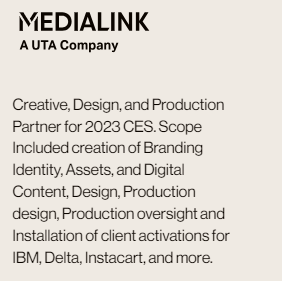 MEDIALINK
A UTA Company
Creative, Design, and Production
Partner for 2023 CES. Scope
Included creation of Branding
Identity, Assets, and Digital
Content, Design, Production
design, Production oversight and
Installation of client activations for
IBM, Delta, Instacart, and more.